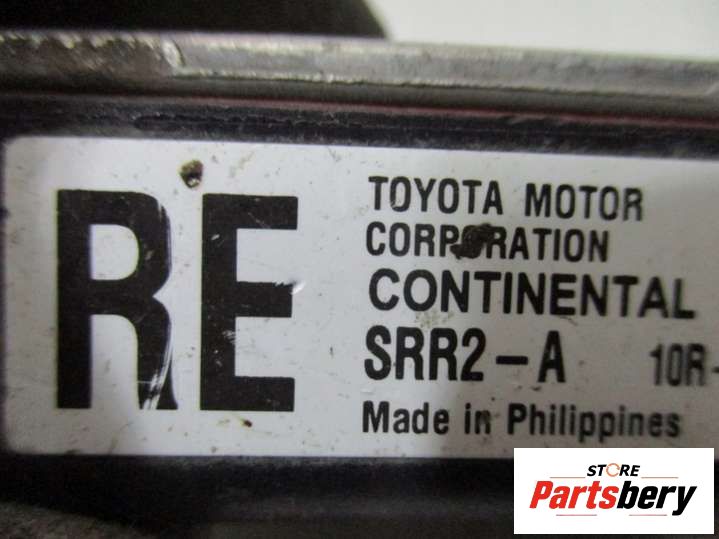 RE
TOYOTA MOTOR
CORPORATION
CONTINENTAL
SRR2-A 10R-
Made in Philippines
STORE
Partsbery